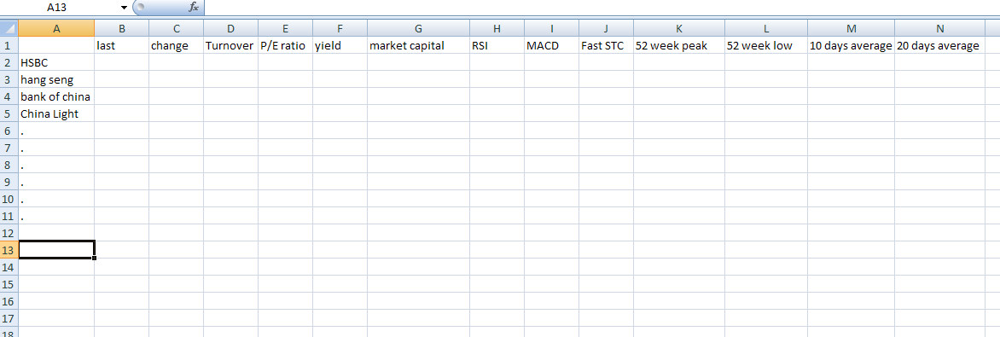 A13 fx
A B C D E F G H I J K L M N
1 last change Turnover P/E ratio yield market capital RSI MACD Fast STC 52 week peak 52 week low 10 days average 20 days average
2 HSBC
3 hang seng
4 bank of china
5 China Light
6 .
7 .
8 .
9 .
10 .
11 .
12
13
14
15
16
17
18